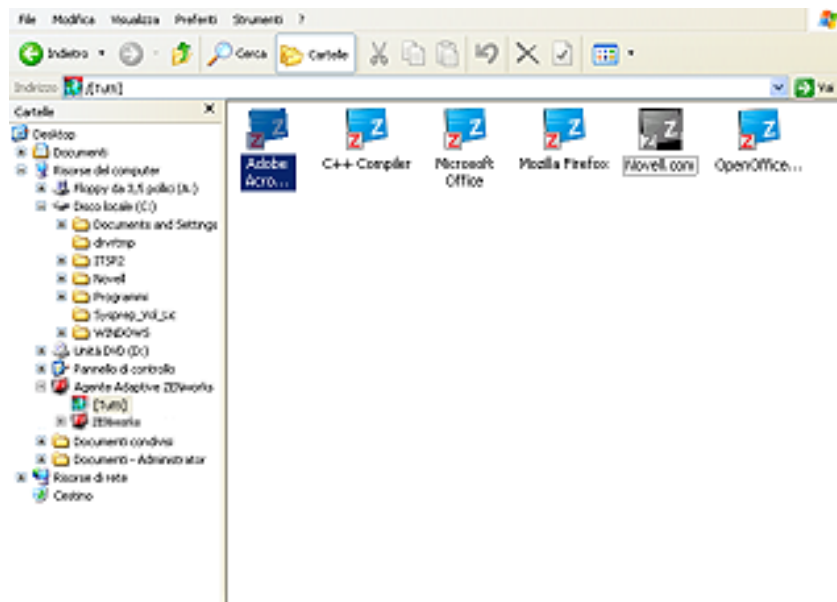 File Modifica Visualizza Preferiti Strumenti ?
Indietro Cerca Cartelle
Indirizzo [Tutti] Vai
Cartelle
Desktop
Documenti
Risorse del computer
Floppy da 3,5 pollici (A:)
Disco locale (C:)
Documents and Settings
drvrtmp
ITSP2
Novell
Programmi
WINDOWS
Unità DVD (D:)
Pannello di controllo
Agente Adaptive ZENworks
[Tutti]
ZENworks
Documenti condivisi
Documenti - Administrator
Risorse di rete
Cestino
Adobe
Acro...
C++ Compiler
Microsoft
Office
Mozilla Firefox
Novell.com
OpenOffice...